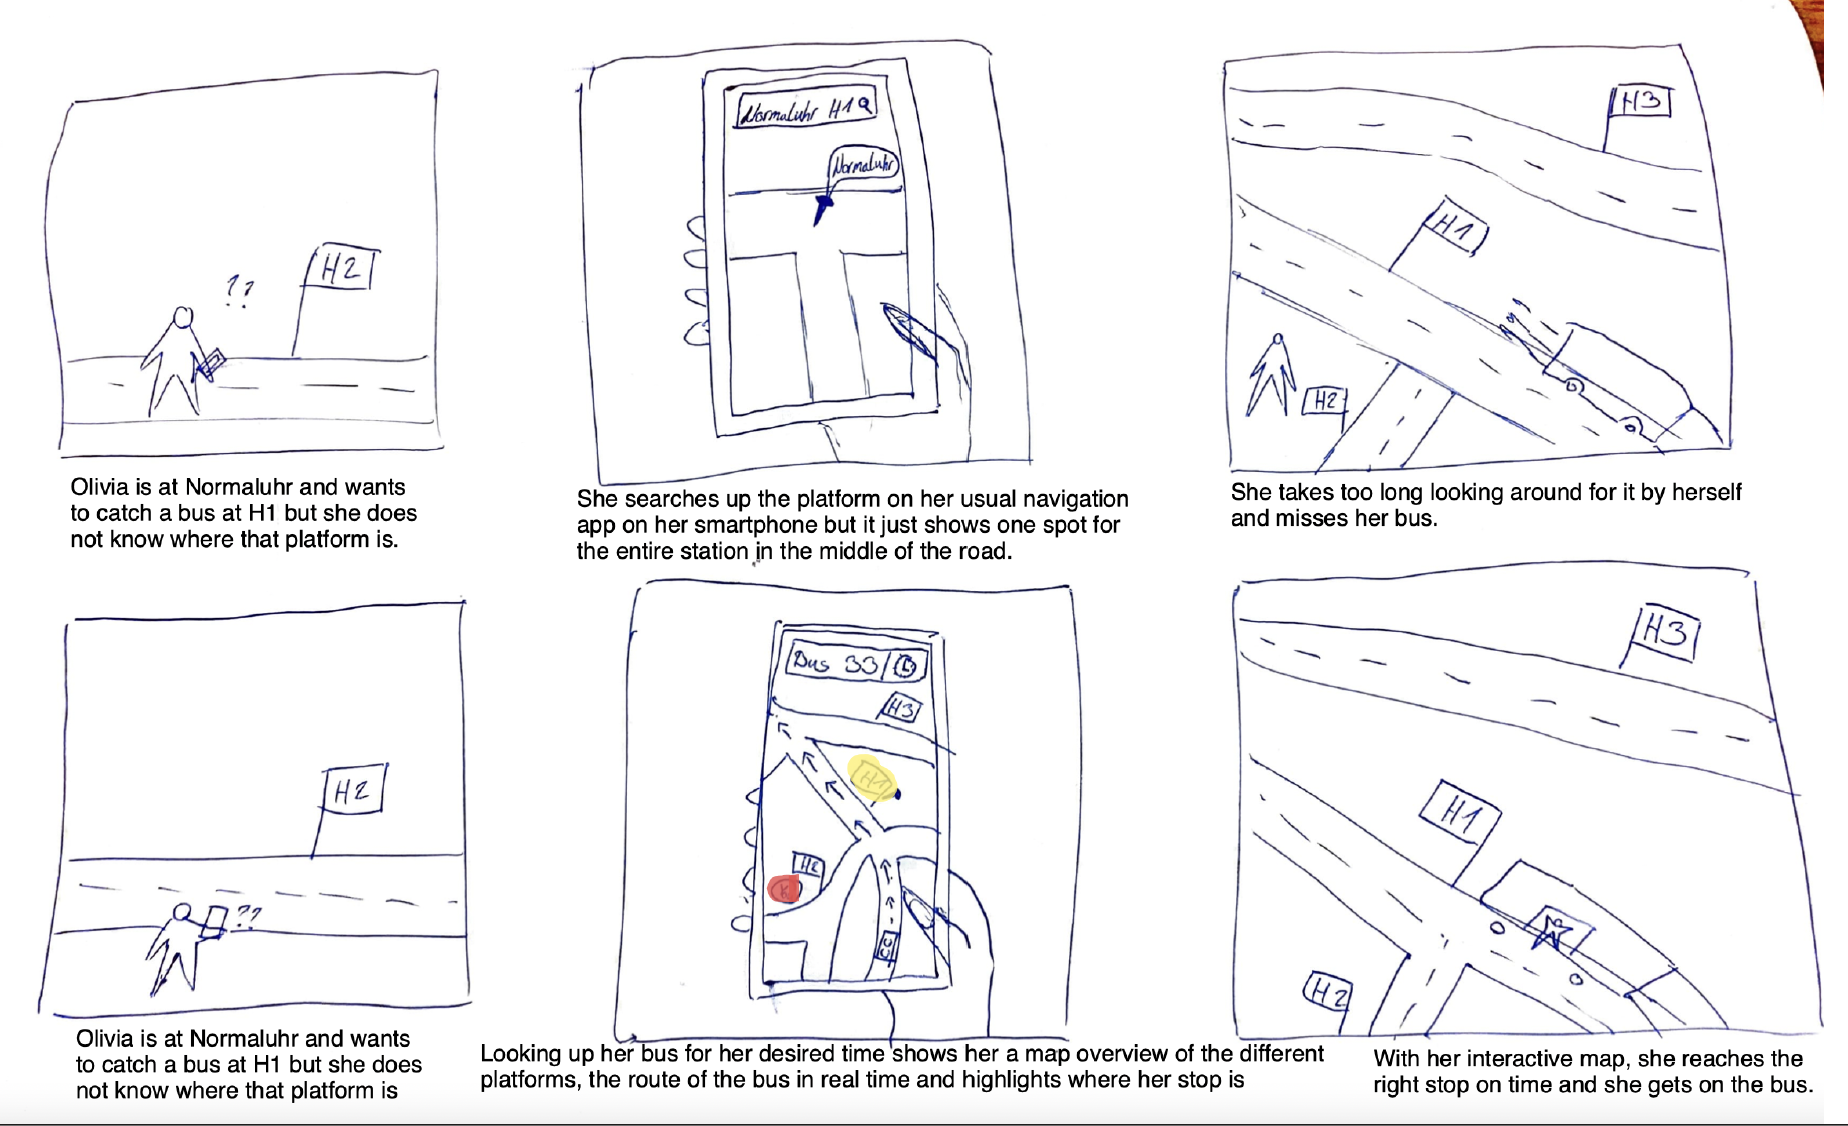 H2
??
Olivia is at Normaluhr and wants
to catch a bus at H1 but she does
not know where that platform is.
Normaluhr H1
Normaluhr
She searches up the platform on her usual navigation
app on her smartphone but it just shows one spot for
the entire station in the middle of the road.
H3
H1
H2
She takes too long looking around for it by herself
and misses her bus.
H2
??
Olivia is at Normaluhr and wants
to catch a bus at H1 but she does
not know where that platform is
Bus 33/
H3
H1
H2
K
Looking up her bus for her desired time shows her a map overview of the different
platforms, the route of the bus in real time and highlights where her stop is
H3
H1
H2
With her interactive map, she reaches the
right stop on time and she gets on the bus.